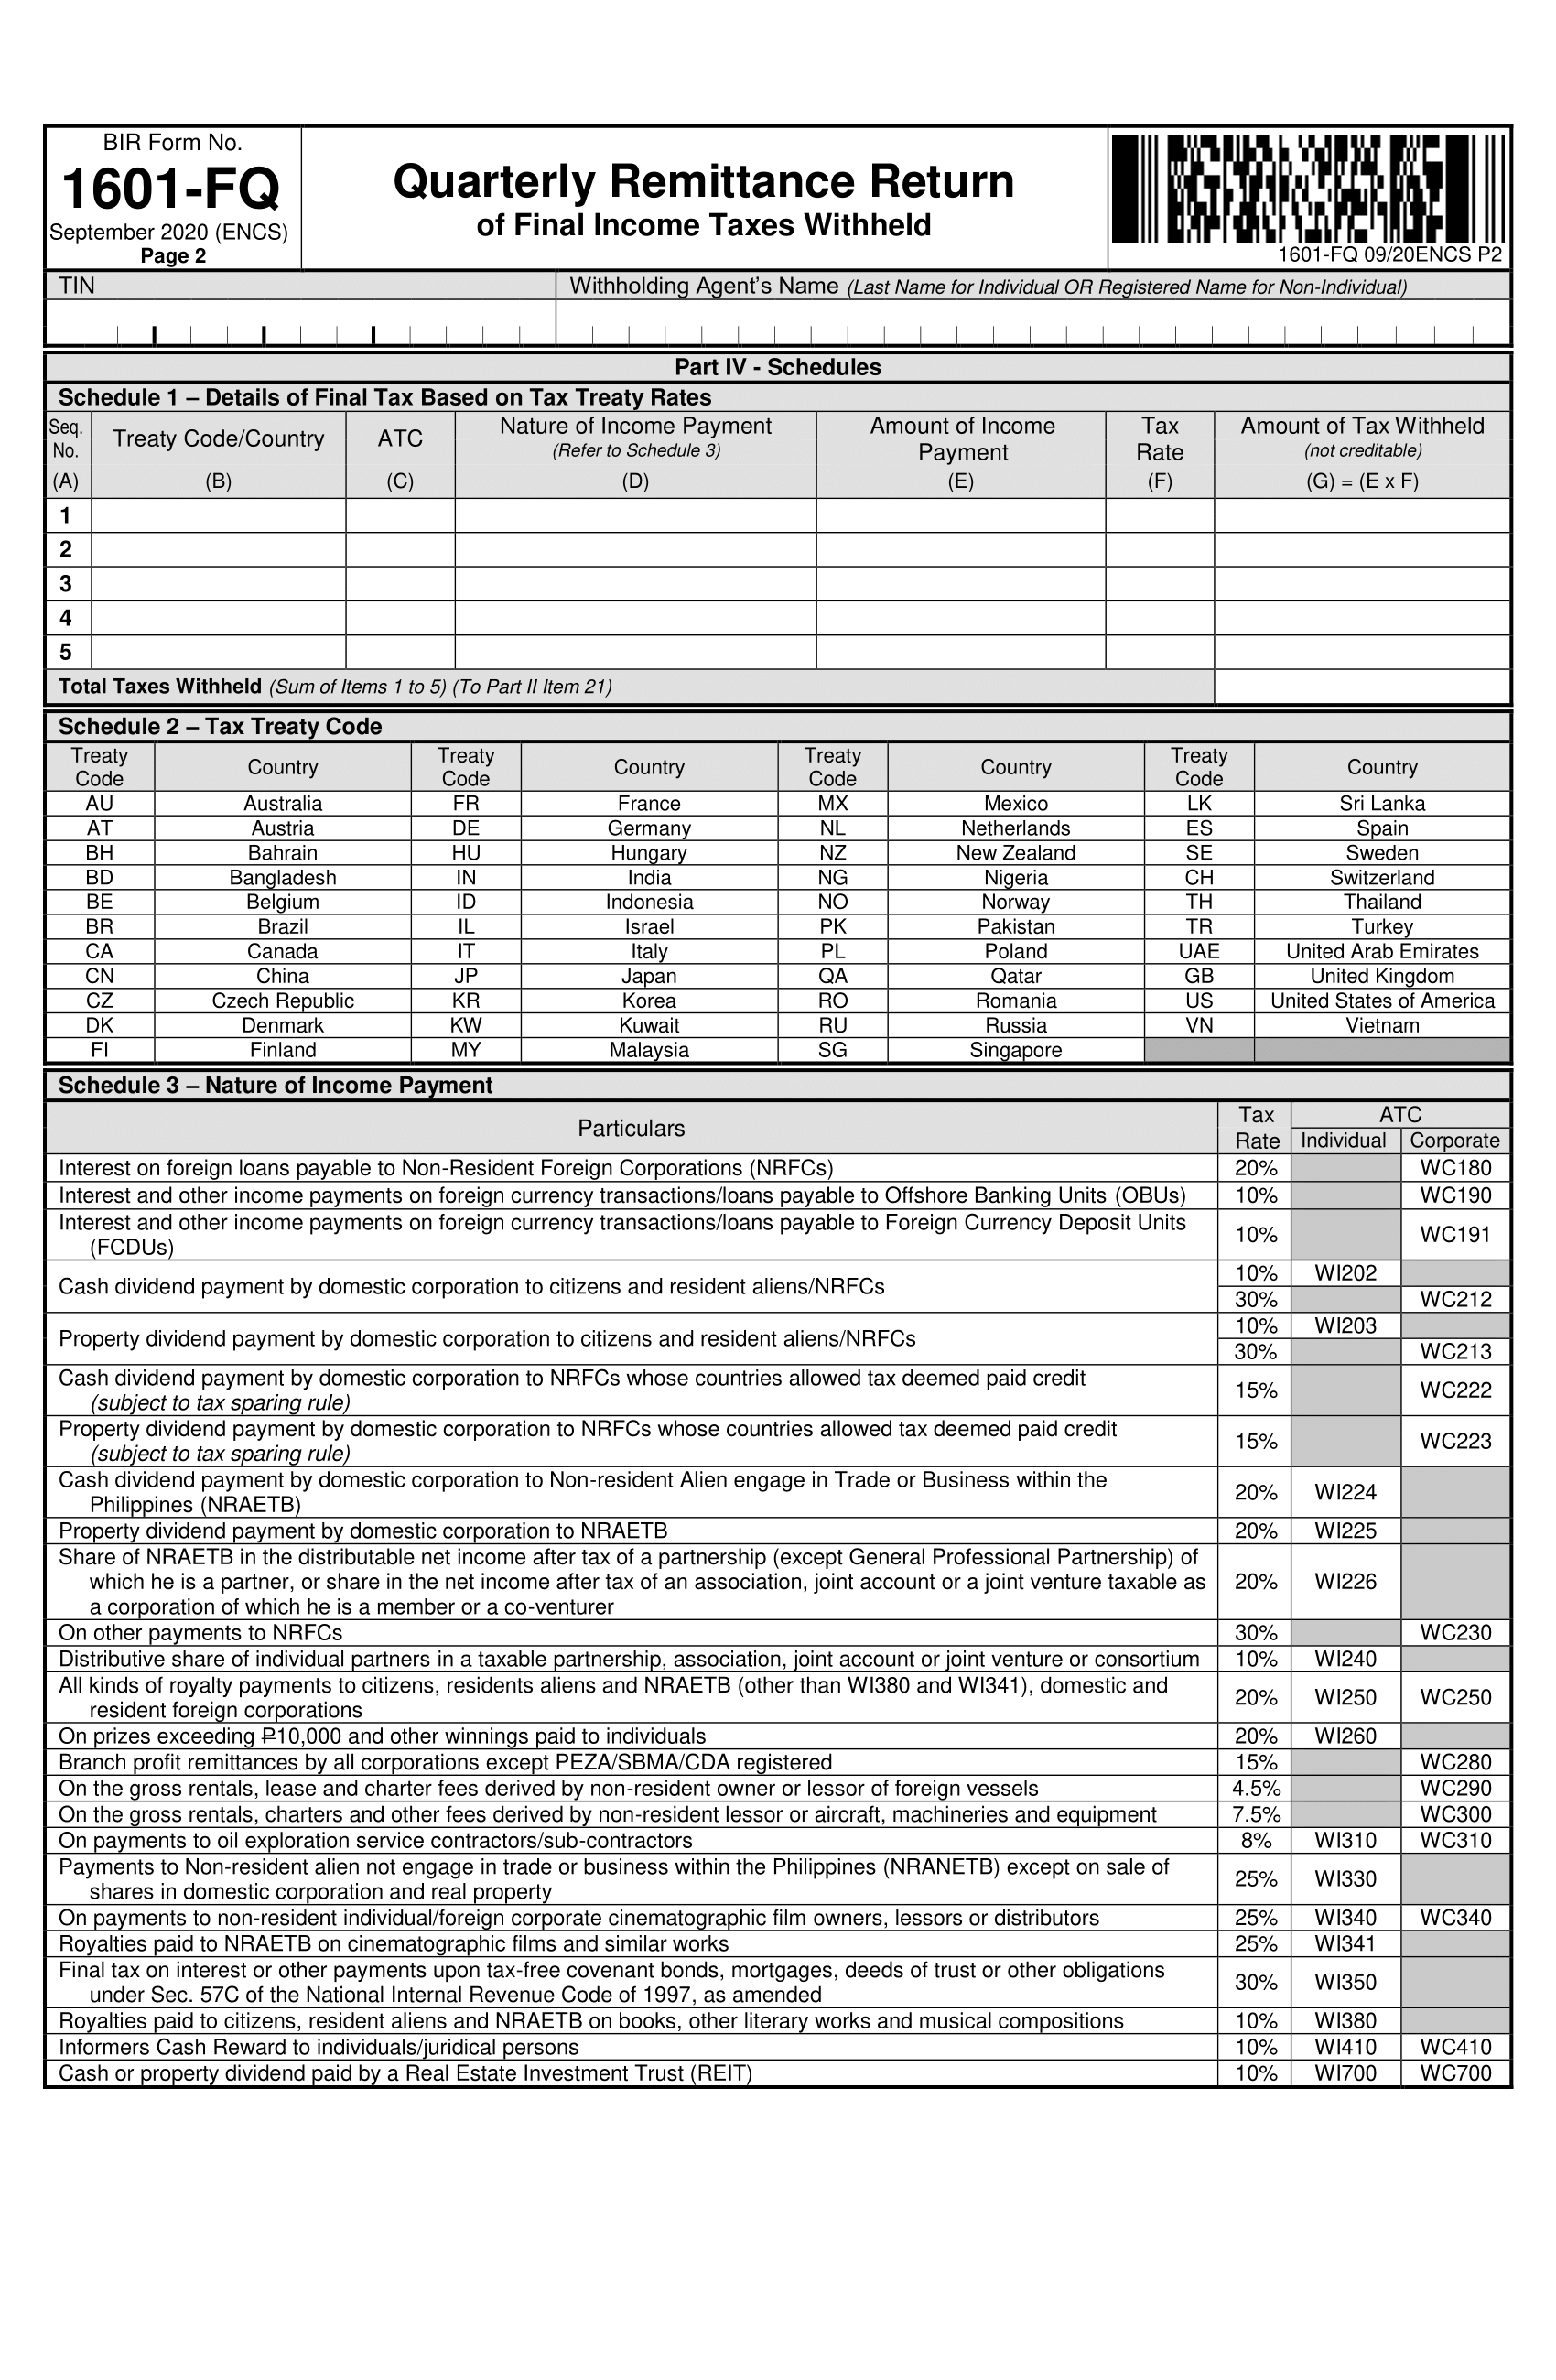 BIR Form No.
1601-FQ
September 2020 (ENCS)
Page 2
Quarterly Remittance Return
of Final Income Taxes Withheld
1601-FQ 09/20ENCS P2
TIN
Withholding Agent’s Name (Last Name for Individual OR Registered Name for Non-Individual)
Part IV - Schedules
Schedule 1 – Details of Final Tax Based on Tax Treaty Rates
Seq. No. (A) Treaty Code/Country (B) ATC (C) Nature of Income Payment (Refer to Schedule 3) (D) Amount of Income Payment (E) Tax Rate (F) Amount of Tax Withheld (not creditable) (G) = (E x F)
1
2
3
4
5
Total Taxes Withheld (Sum of Items 1 to 5) (To Part II Item 21)
Schedule 2 – Tax Treaty Code
Treaty Code Country Treaty Code Country Treaty Code Country Treaty Code Country
AU Australia FR France MX Mexico LK Sri Lanka
AT Austria DE Germany NL Netherlands ES Spain
BH Bahrain HU Hungary NZ New Zealand SE Sweden
BD Bangladesh IN India NG Nigeria CH Switzerland
BE Belgium ID Indonesia NO Norway TH Thailand
BR Brazil IL Israel PK Pakistan TR Turkey
CA Canada IT Italy PL Poland UAE United Arab Emirates
CN China JP Japan QA Qatar GB United Kingdom
CZ Czech Republic KR Korea RO Romania US United States of America
DK Denmark KW Kuwait RU Russia VN Vietnam
FI Finland MY Malaysia SG Singapore
Schedule 3 – Nature of Income Payment
Particulars Tax Rate ATC Individual Corporate
Interest on foreign loans payable to Non-Resident Foreign Corporations (NRFCs) 20% WC180
Interest and other income payments on foreign currency transactions/loans payable to Offshore Banking Units (OBUs) 10% WC190
Interest and other income payments on foreign currency transactions/loans payable to Foreign Currency Deposit Units
(FCDUs) 10% WC191
Cash dividend payment by domestic corporation to citizens and resident aliens/NRFCs 10% WI202
30% WC212
Property dividend payment by domestic corporation to citizens and resident aliens/NRFCs 10% WI203
30% WC213
Cash dividend payment by domestic corporation to NRFCs whose countries allowed tax deemed paid credit
(subject to tax sparing rule) 15% WC222
Property dividend payment by domestic corporation to NRFCs whose countries allowed tax deemed paid credit
(subject to tax sparing rule) 15% WC223
Cash dividend payment by domestic corporation to Non-resident Alien engage in Trade or Business within the
Philippines (NRAETB) 20% WI224
Property dividend payment by domestic corporation to NRAETB 20% WI225
Share of NRAETB in the distributable net income after tax of a partnership (except General Professional Partnership) of
which he is a partner, or share in the net income after tax of an association, joint account or a joint venture taxable as
a corporation of which he is a member or a co-venturer 20% WI226
On other payments to NRFCs 30% WC230
Distributive share of individual partners in a taxable partnership, association, joint account or joint venture or consortium 10% WI240
All kinds of royalty payments to citizens, residents aliens and NRAETB (other than WI380 and WI341), domestic and
resident foreign corporations 20% WI250 WC250
On prizes exceeding ₱10,000 and other winnings paid to individuals 20% WI260
Branch profit remittances by all corporations except PEZA/SBMA/CDA registered 15% WC280
On the gross rentals, lease and charter fees derived by non-resident owner or lessor of foreign vessels 4.5% WC290
On the gross rentals, charters and other fees derived by non-resident lessor or aircraft, machineries and equipment 7.5% WC300
On payments to oil exploration service contractors/sub-contractors 8% WI310 WC310
Payments to Non-resident alien not engage in trade or business within the Philippines (NRANETB) except on sale of
shares in domestic corporation and real property 25% WI330
On payments to non-resident individual/foreign corporate cinematographic film owners, lessors or distributors 25% WI340 WC340
Royalties paid to NRAETB on cinematographic films and similar works 25% WI341
Final tax on interest or other payments upon tax-free covenant bonds, mortgages, deeds of trust or other obligations
under Sec. 57C of the National Internal Revenue Code of 1997, as amended 30% WI350
Royalties paid to citizens, resident aliens and NRAETB on books, other literary works and musical compositions 10% WI380
Informers Cash Reward to individuals/juridical persons 10% WI410 WC410
Cash or property dividend paid by a Real Estate Investment Trust (REIT) 10% WI700 WC700